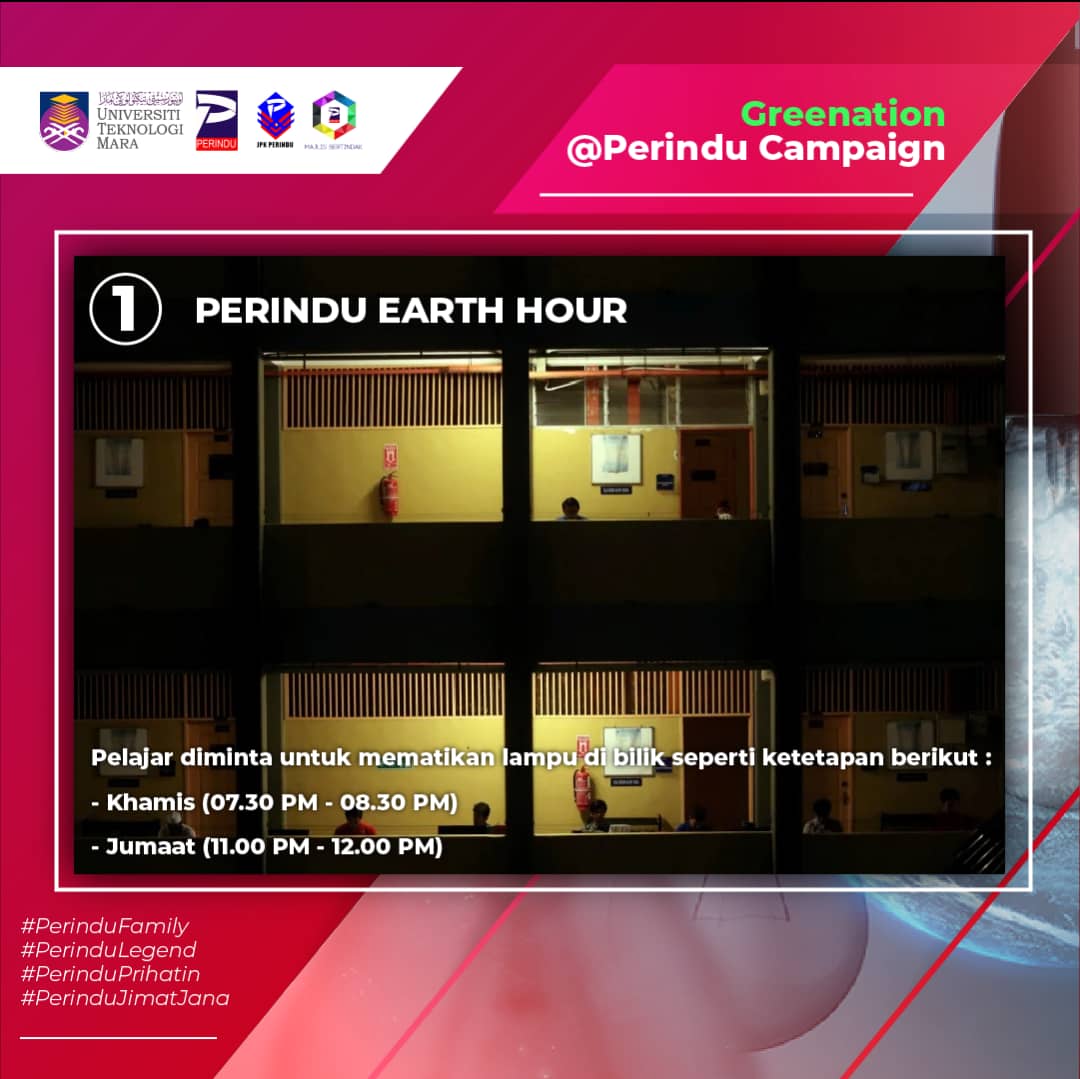 UNIVERSITI
TEKNOLOGI
MARA
P
PERINDU
P
JPK PERINDU
P
MAJLIS BERTINDAK
Greenation
@Perindu Campaign
1 PERINDU EARTH HOUR
Pelajar diminta untuk mematikan lampu di bilik seperti ketetapan berikut :
- Khamis (07.30 PM - 08.30 PM)
- Jumaat (11.00 PM - 12.00 PM)
#PerinduFamily
#PerinduLegend
#PerinduPrihatin
#PerinduJimatJana